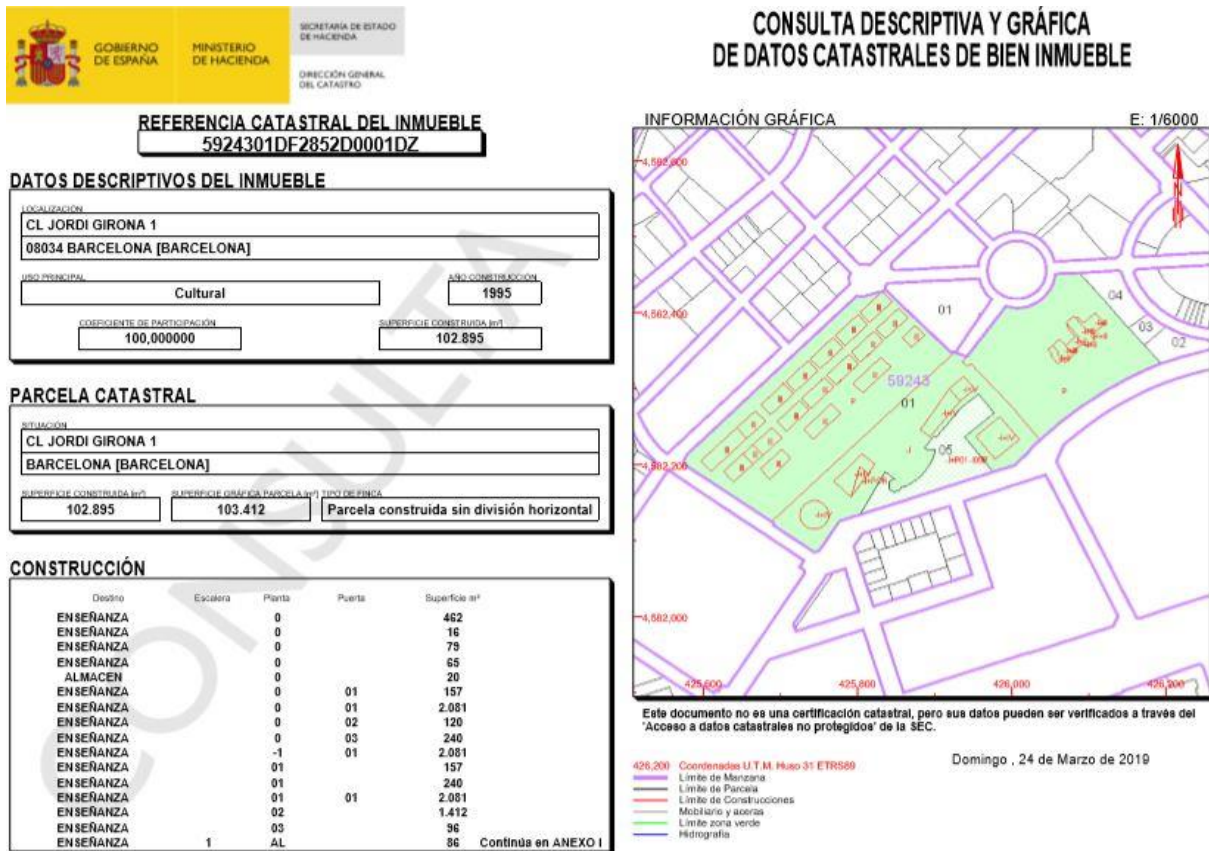 GOBIERNO
DE ESPAÑA
MINISTERIO
DE HACIENDA
SECRETARÍA DE ESTADO
DE HACIENDA
DIRECCIÓN GENERAL
DEL CATASTRO
CONSULTA DESCRIPTIVA Y GRÁFICA
DE DATOS CATASTRALES DE BIEN INMUEBLE
REFERENCIA CATASTRAL DEL INMUEBLE
5924301DF2852D0001DZ
DATOS DESCRIPTIVOS DEL INMUEBLE
LOCALIZACIÓN
CL JORDI GIRONA 1
08034 BARCELONA [BARCELONA]
USO PRINCIPAL AÑO CONSTRUCCIÓN
Cultural 1995
COEFICIENTE DE PARTICIPACIÓN SUPERFICIE CONSTRUIDA [m²]
100,000000 102.895
PARCELA CATASTRAL
SITUACIÓN
CL JORDI GIRONA 1
BARCELONA [BARCELONA]
SUPERFICIE CONSTRUIDA [m²] SUPERFICIE GRÁFICA PARCELA [m²] TIPO DE FINCA
102.895 103.412 Parcela construida sin división horizontal
CONSTRUCCIÓN
Destino Escalera Planta Puerta Superficie m²
ENSEÑANZA 0 462
ENSEÑANZA 0 16
ENSEÑANZA 0 79
ENSEÑANZA 0 65
ALMACEN 0 20
ENSEÑANZA 0 01 157
ENSEÑANZA 0 01 2.081
ENSEÑANZA 0 02 120
ENSEÑANZA 0 03 240
ENSEÑANZA -1 01 2.081
ENSEÑANZA 01 157
ENSEÑANZA 01 240
ENSEÑANZA 01 01 2.081
ENSEÑANZA 02 1.412
ENSEÑANZA 03 96
ENSEÑANZA 1 AL 86 Continúa en ANEXO I
CONSULTA
INFORMACIÓN GRÁFICA E: 1/6000
4,582,600
N
04
01
4,582,400
03
02
59243
01
05
4,582,200
4,582,000
425,600 425,800 426,000 426,200
Este documento no es una certificación catastral, pero sus datos pueden ser verificados a través del
'Acceso a datos catastrales no protegidos' de la SEC.
426,200 Coordenadas U.T.M. Huso 31 ETRS89
Límite de Manzana
Límite de Parcela
Límite de Construcciones
Mobiliario y aceras
Límite zona verde
Hidrografía
Domingo , 24 de Marzo de 2019